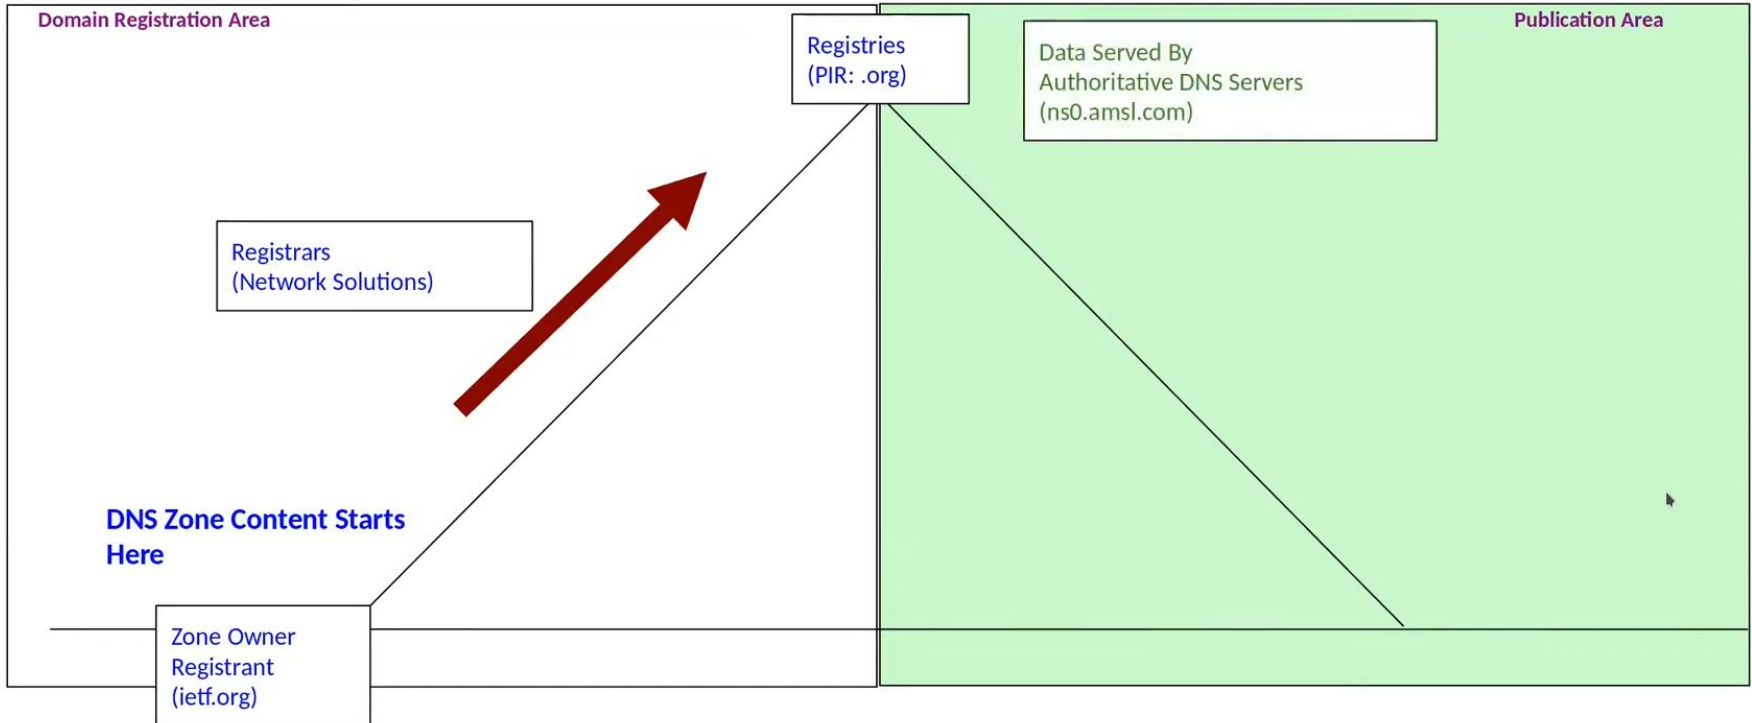 Domain Registration Area
Publication Area
Registries
(PIR: .org)
Data Served By
Authoritative DNS Servers
(ns0.amsl.com)
Registrars
(Network Solutions)
DNS Zone Content Starts
Here
Zone Owner
Registrant
(ietf.org)